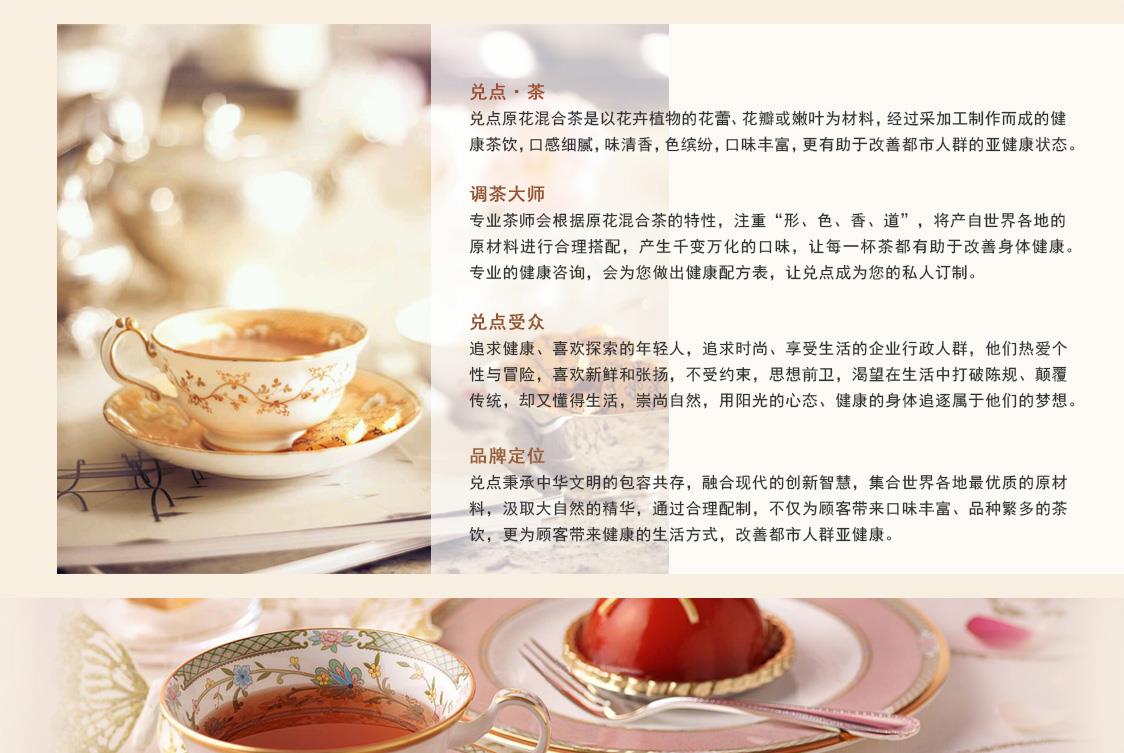 兑点·茶
兑点原花混合茶是以花卉植物的花蕾、花瓣或嫩叶为材料，经过采加工制作而成的健
康茶饮，口感细腻，味清香，色缤纷，口味丰富，更有助于改善都市人群的亚健康状态。
调茶大师
专业茶师会根据原花混合茶的特性，注重“形、色、香、道”，将产自世界各地的
原材料进行合理搭配，产生千变万化的口味，让每一杯茶都有助于改善身体健康。
专业的健康咨询，会为您做出健康配方表，让兑点成为您的私人订制。
兑点受众
追求健康、喜欢探索的年轻人，追求时尚、享受生活的企业行政人群，他们热爱个
性与冒险，喜欢新鲜和张扬，不受约束，思想前卫，渴望在生活中打破陈规、颠覆
传统，却又懂得生活，崇尚自然，用阳光的心态、健康的身体追逐属于他们的梦想。
品牌定位
兑点秉承中华文明的包容共存，融合现代的创新智慧，集合世界各地最优质的原材
料，汲取大自然的精华，通过合理配制，不仅为顾客带来口味丰富、品种繁多的茶
饮，更为顾客带来健康的生活方式，改善都市人群亚健康。